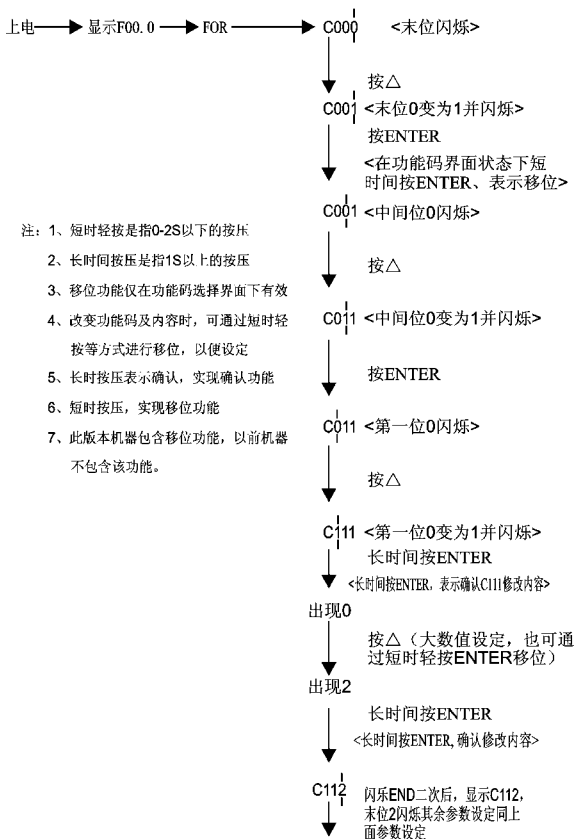 上电 显示F00.0 FOR C000 <末位闪烁>
按△
C001 <末位0变为1并闪烁>
按ENTER
<在功能码界面状态下短
时间按ENTER、表示移位>
C001 <中间位0闪烁>
按△
C011 <中间位0变为1并闪烁>
按ENTER
C011 <第一位0闪烁>
按△
C111 <第一位0变为1并闪烁>
长时间按ENTER
<长时间按ENTER，表示确认C111修改内容>
出现0
按△（大数值设定，也可通
过短时轻按ENTER移位）
出现2
长时间按ENTER
<长时间按ENTER,确认修改内容>
C112 闪乐END二次后，显示C112，
末位2闪烁其余参数设定同上
面参数设定
注：1、短时轻按是指0-2S以下的按压
2、长时间按压是指1S以上的按压
3、移位功能仅在功能码选择界面下有效
4、改变功能码及内容时，可通过短时轻
按等方式进行移位，以便设定
5、长时按压表示确认，实现确认功能
6、短时按压，实现移位功能
7、此版本机器包含移位功能，以前机器
不包含该功能。